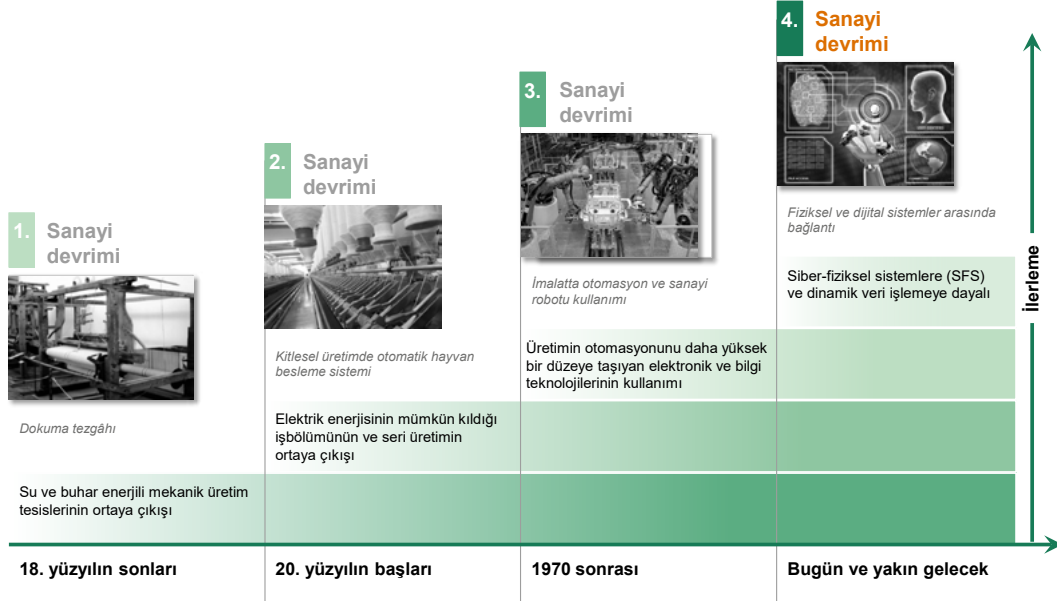 1. Sanayi
devrimi
Dokuma tezgâhı
Su ve buhar enerjili mekanik üretim
tesislerinin ortaya çıkışı
18. yüzyılın sonları
2. Sanayi
devrimi
Kitlesel üretimde otomatik hayvan
besleme sistemi
Elektrik enerjisinin mümkün kıldığı
işbölümünün ve seri üretimin
ortaya çıkışı
20. yüzyılın başları
3. Sanayi
devrimi
İmalatta otomasyon ve sanayi
robotu kullanımı
Üretimin otomasyonunu daha yüksek
bir düzeye taşıyan elektronik ve bilgi
teknolojilerinin kullanımı
1970 sonrası
4. Sanayi
devrimi
Fiziksel ve dijital sistemler arasında
bağlantı
Siber-fiziksel sistemlere (SFS)
ve dinamik veri işlemeye dayalı
Bugün ve yakın gelecek
İlerleme